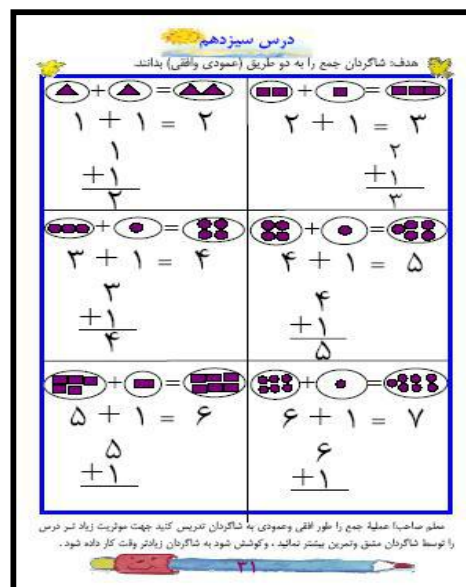 درس سیزدهم
هدف: شاگردان جمع را به دو طریق (عمودی وافقی) بدانند.
+ =
۱ + ۱ = ۲
۱
+۱
۲
+ =
۲ + ۱ = ۳
۲
+۱
۳
+ =
۳ + ۱ = ۴
۳
+۱
۴
+ =
۴ + ۱ = ۵
۴
+۱
۵
+ =
۵ + ۱ = ۶
۵
+۱
+ =
۶ + ۱ = ۷
۶
+۱
معلم صاحب! عملیۀ جمع را طور افقی وعمودی به شاگردان تدریس کنید جهت موثریت زیاد تـر درس
را توسط شاگردان مشق وتمرین بیشتر نمائید ، وکوشش شود به شاگردان زیادتر وقت کار داده شود .
۳۱